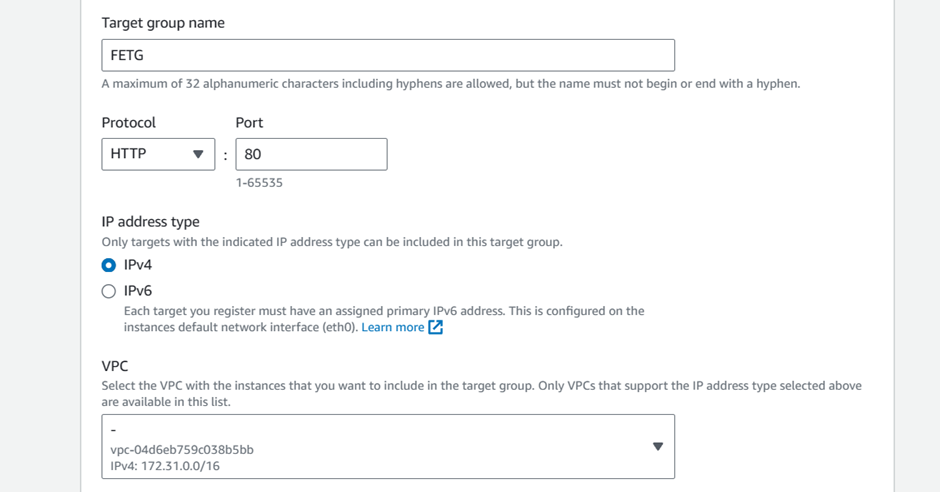 Target group name
FETG
A maximum of 32 alphanumeric characters including hyphens are allowed, but the name must not begin or end with a hyphen.
Protocol Port
HTTP : 80
1-65535
IP address type
Only targets with the indicated IP address type can be included in this target group.
IPv4
IPv6
Each target you register must have an assigned primary IPv6 address. This is configured on the
instances default network interface (eth0). Learn more
VPC
Select the VPC with the instances that you want to include in the target group. Only VPCs that support the IP address type selected above
are available in this list.
-
vpc-04d6eb759c038b5bb
IPv4: 172.31.0.0/16